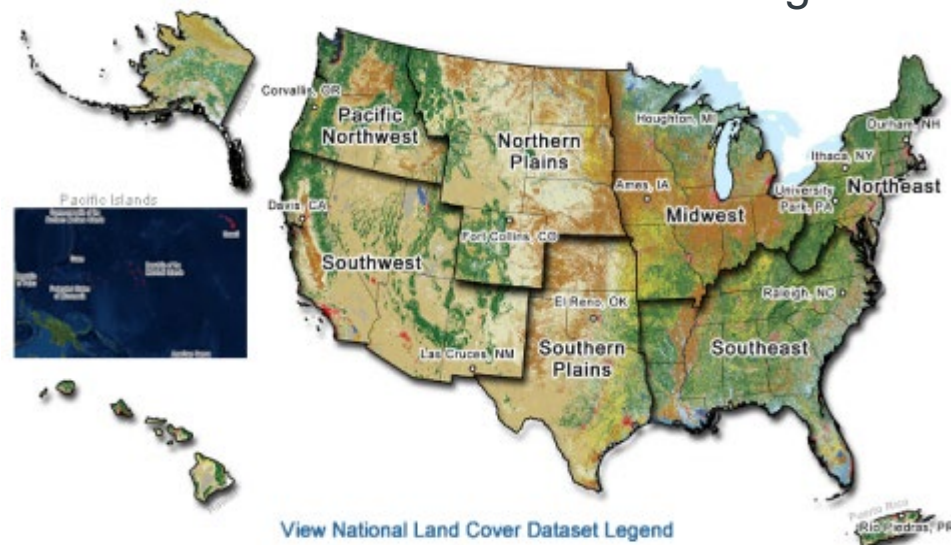 Corvallis, OR
Pacific
Northwest
Northern
Plains
Houghton, MI
Durham, NH
Ithaca, NY
Northeast
University
Park, PA
Ames, IA
Midwest
Pacific Islands
Davis, CA
Fort Collins, CO
Southwest
El Reno, OK
Raleigh, NC
Las Cruces, NM
Southern
Plains
Southeast
Puerto Rico
Rio Piedras, PR
View National Land Cover Dataset Legend